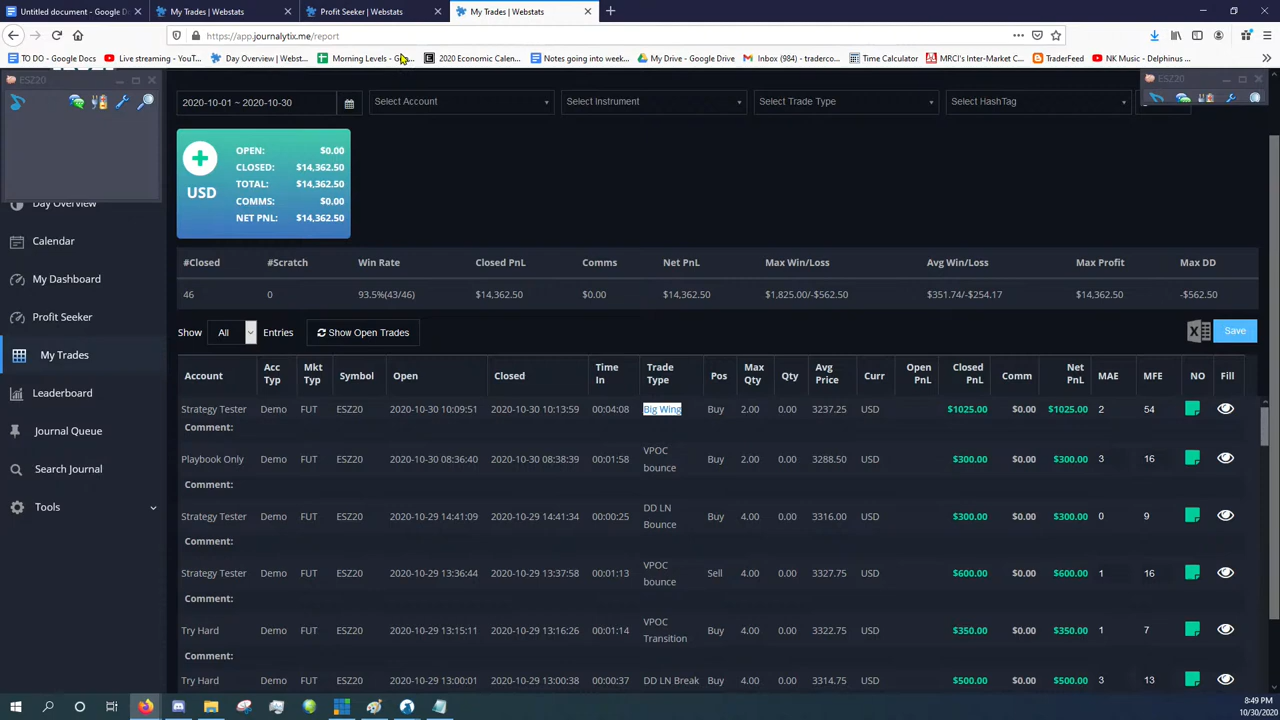 Untitled document - Google D
My Trades | Webstats
Profit Seeker | Webstats
My Trades | Webstats
https://app.journalytix.me/report
TO DO - Google Docs
Live streaming - YouT...
Day Overview | Webst...
Morning Levels - G
2020 Economic Calen...
Notes going into week...
My Drive - Google Drive
Inbox (984) - traderco...
Time Calculator
MRCI's Inter-Market C...
TraderFeed
NK Music - Delphinus ...
ESZ20
ESZ20
2020-10-01 ~ 2020-10-30
Select Account
Select Instrument
Select Trade Type
Select HashTag
USD
OPEN: $0.00
CLOSED: $14,362.50
TOTAL: $14,362.50
COMMS: $0.00
NET PNL: $14,362.50
Day Overview
Calendar
My Dashboard
Profit Seeker
My Trades
Leaderboard
Journal Queue
Search Journal
Tools
#Closed #Scratch Win Rate Closed PnL Comms Net PnL Max Win/Loss Avg Win/Loss Max Profit Max DD
46 0 93.5%(43/46) $14,362.50 $0.00 $14,362.50 $1,825.00/-$562.50 $351.74/-$254.17 $14,362.50 -$562.50
Show All Entries Show Open Trades Save
Account Acc Typ Mkt Typ Symbol Open Closed Time In Trade Type Pos Max Qty Qty Avg Price Curr Open PnL Closed PnL Comm Net PnL MAE MFE NO Fill
Strategy Tester Demo FUT ESZ20 2020-10-30 10:09:51 2020-10-30 10:13:59 00:04:08 Big Wing Buy 2.00 0.00 3237.25 USD $1025.00 $0.00 $1025.00 2 54
Comment:
Playbook Only Demo FUT ESZ20 2020-10-30 08:36:40 2020-10-30 08:38:39 00:01:58 VPOC bounce Buy 2.00 0.00 3288.50 USD $300.00 $0.00 $300.00 3 16
Comment:
Strategy Tester Demo FUT ESZ20 2020-10-29 14:41:09 2020-10-29 14:41:34 00:00:25 DD LN Bounce Buy 4.00 0.00 3316.00 USD $300.00 $0.00 $300.00 0 9
Comment:
Strategy Tester Demo FUT ESZ20 2020-10-29 13:36:44 2020-10-29 13:37:58 00:01:13 VPOC bounce Sell 4.00 0.00 3327.75 USD $600.00 $0.00 $600.00 1 16
Comment:
Try Hard Demo FUT ESZ20 2020-10-29 13:15:11 2020-10-29 13:16:26 00:01:14 VPOC Transition Buy 4.00 0.00 3322.75 USD $350.00 $0.00 $350.00 1 7
Comment:
Try Hard Demo FUT ESZ20 2020-10-29 13:00:01 2020-10-29 13:00:38 00:00:37 DD LN Break Buy 4.00 0.00 3314.75 USD $500.00 $0.00 $500.00 3 13
8:49 PM
10/30/2020